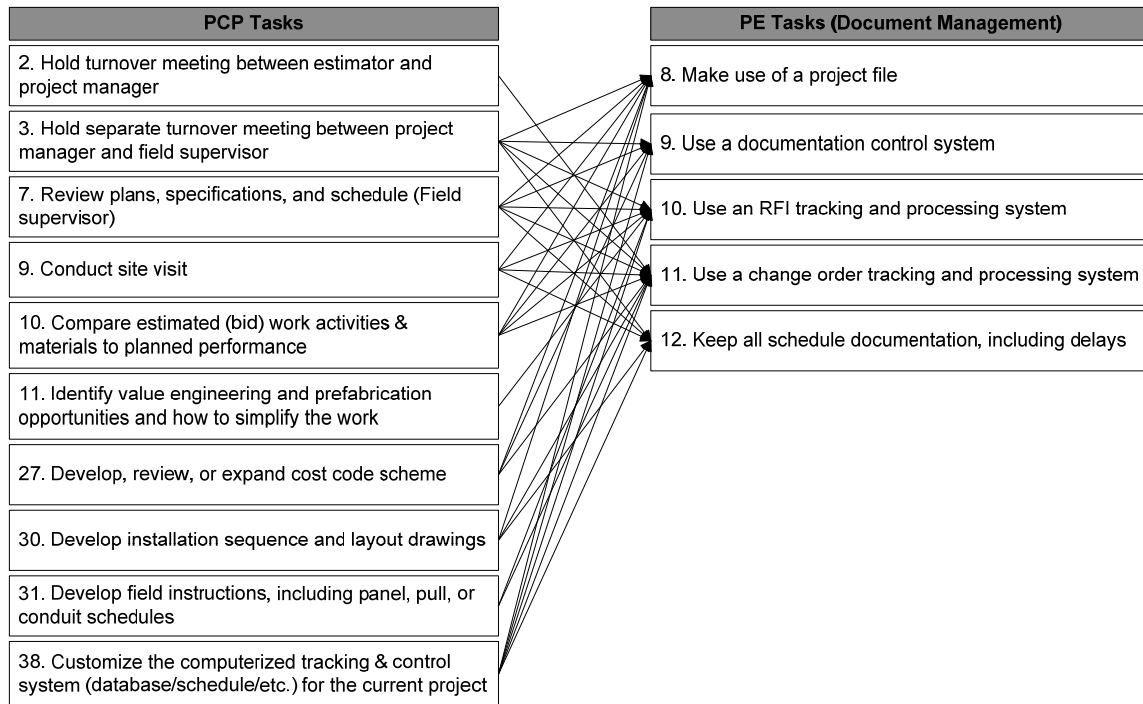 PCP Tasks
2. Hold turnover meeting between estimator and
project manager
3. Hold separate turnover meeting between project
manager and field supervisor
7. Review plans, specifications, and schedule (Field
supervisor)
9. Conduct site visit
10. Compare estimated (bid) work activities &
materials to planned performance
11. Identify value engineering and prefabrication
opportunities and how to simplify the work
27. Develop, review, or expand cost code scheme
30. Develop installation sequence and layout drawings
31. Develop field instructions, including panel, pull, or
conduit schedules
38. Customize the computerized tracking & control
system (database/schedule/etc.) for the current project
PE Tasks (Document Management)
8. Make use of a project file
9. Use a documentation control system
10. Use an RFI tracking and processing system
11. Use a change order tracking and processing system
12. Keep all schedule documentation, including delays